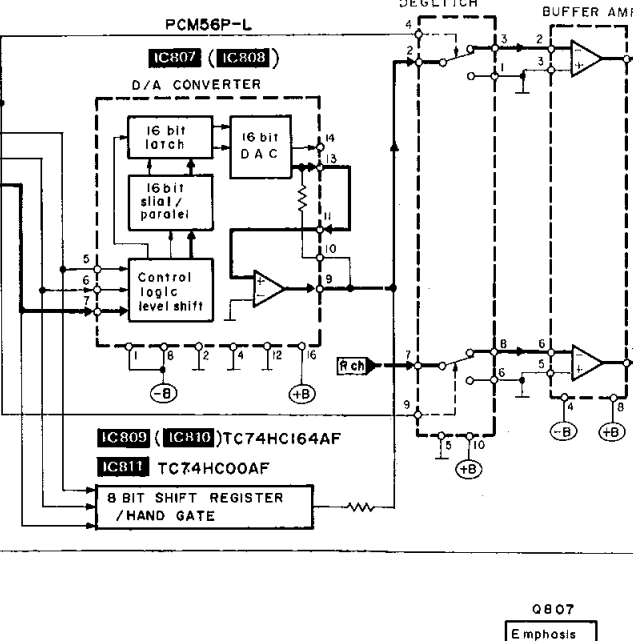 DEGLITCH
BUFFER AMP
PCM56P-L
IC807 (IC808)
D/A CONVERTER
16 bit
latch
16 bit
DAC
16 bit
slial/
paralel
Control
logic
level shift
14
13
11
10
9
5
6
7
1
8
2
4
12
16
-B
+B
4
2
3
1
R ch
7
9
8
6
5
10
+B
2
3
6
5
4
8
-B
+B
IC809 (IC810) TC74HC164AF
IC811 TC74HC00AF
8 BIT SHIFT REGISTER
/HAND GATE
Q807
Emphosis